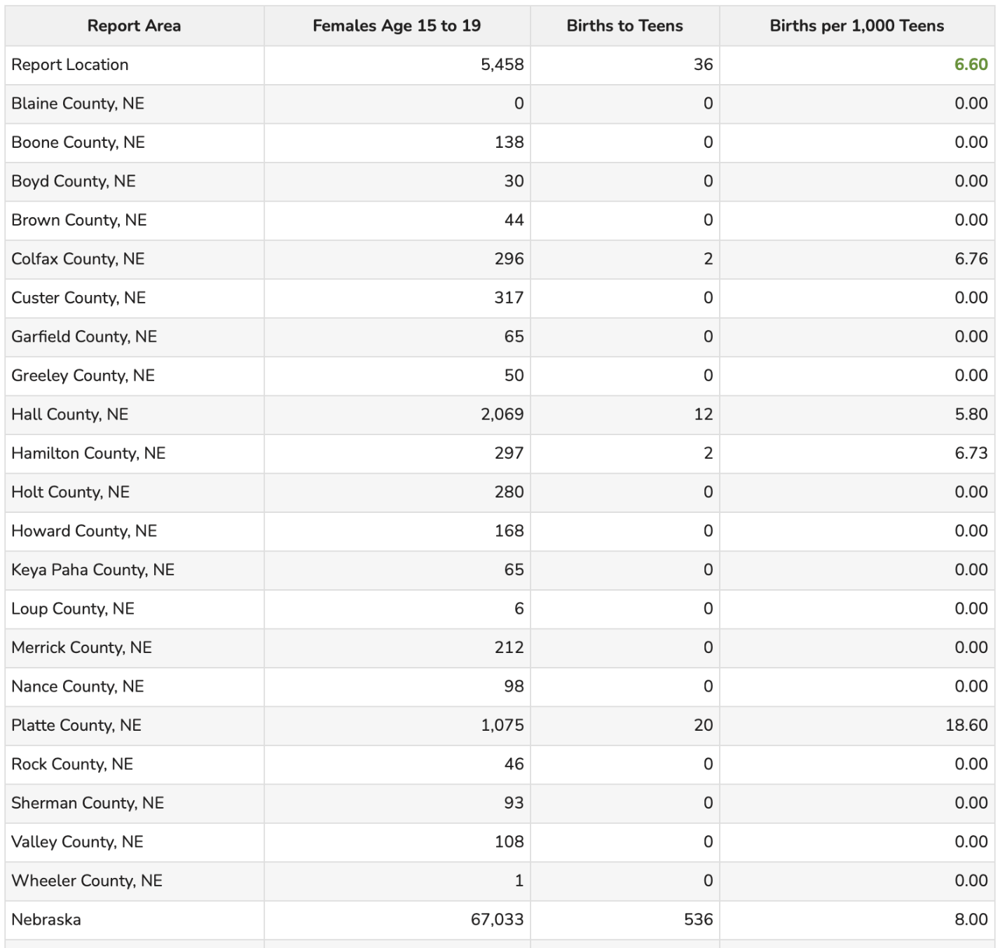 Report Area Females Age 15 to 19 Births to Teens Births per 1,000 Teens
Report Location 5,458 36 6.60
Blaine County, NE 0 0 0.00
Boone County, NE 138 0 0.00
Boyd County, NE 30 0 0.00
Brown County, NE 44 0 0.00
Colfax County, NE 296 2 6.76
Custer County, NE 317 0 0.00
Garfield County, NE 65 0 0.00
Greeley County, NE 50 0 0.00
Hall County, NE 2,069 12 5.80
Hamilton County, NE 297 2 6.73
Holt County, NE 280 0 0.00
Howard County, NE 168 0 0.00
Keya Paha County, NE 65 0 0.00
Loup County, NE 6 0 0.00
Merrick County, NE 212 0 0.00
Nance County, NE 98 0 0.00
Platte County, NE 1,075 20 18.60
Rock County, NE 46 0 0.00
Sherman County, NE 93 0 0.00
Valley County, NE 108 0 0.00
Wheeler County, NE 1 0 0.00
Nebraska 67,033 536 8.00